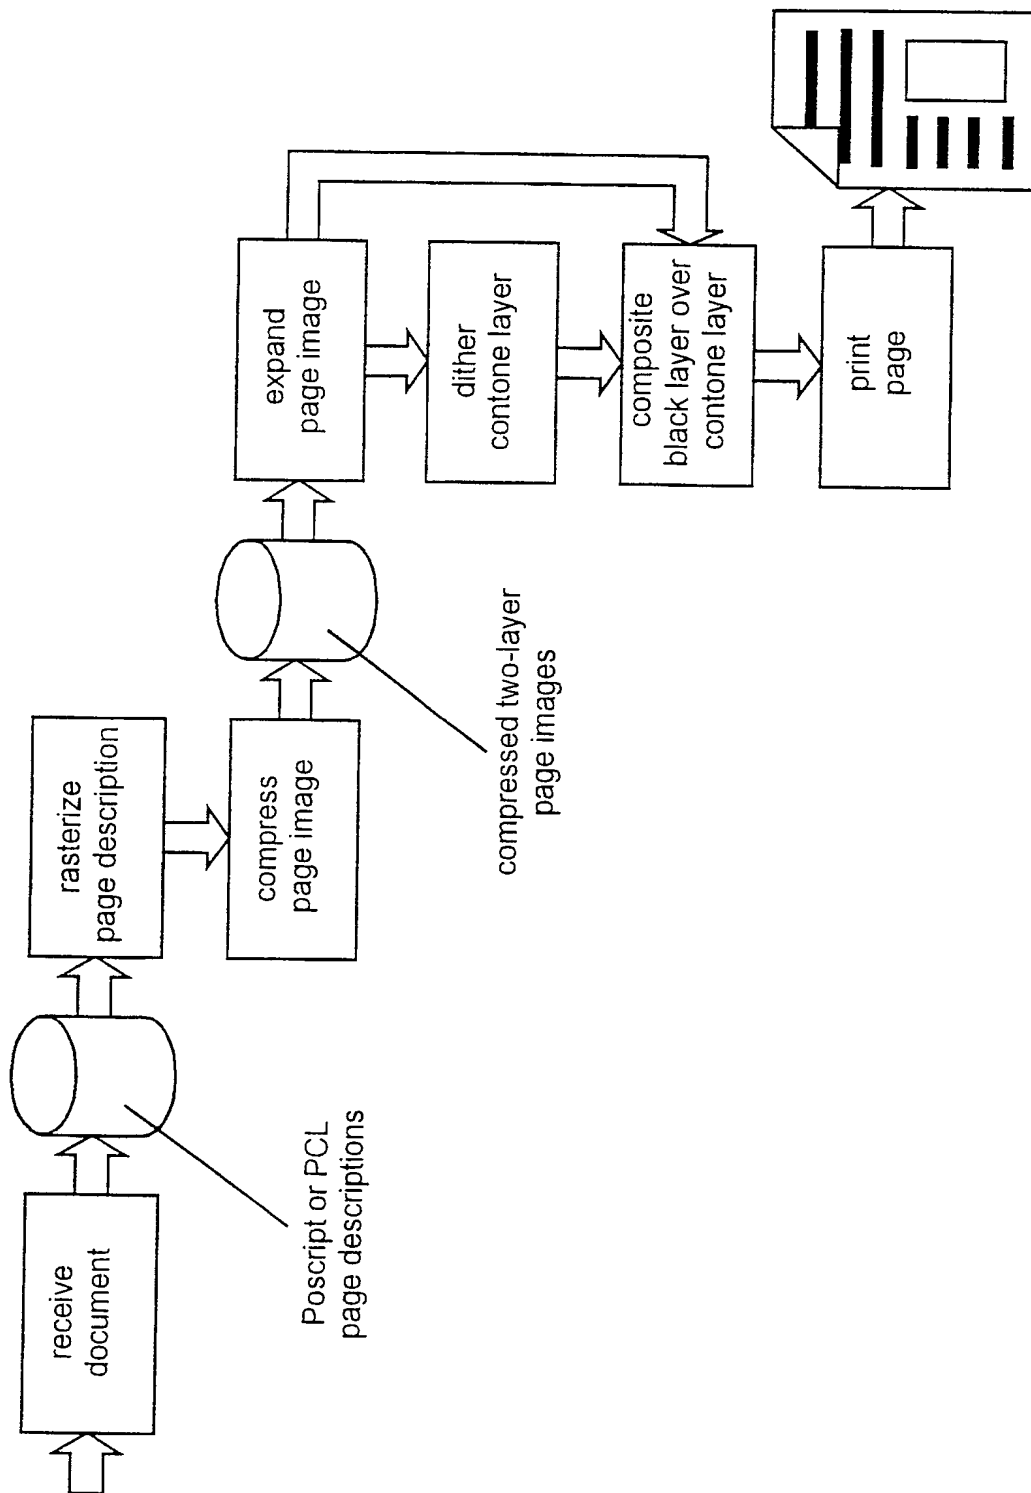 receive
document
Poscript or PCL
page descriptions
rasterize
page description
compress
page image
compressed two-layer
page images
expand
page image
dither
contone layer
composite
black layer over
contone layer
print
page